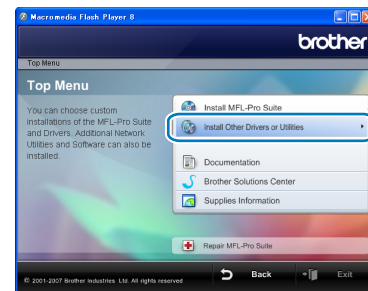 Macromedia Flash Player 8
brother
Top Menu
Top Menu
You can choose custom
installations of the MFL-Pro Suite
and Drivers. Additional Network
Utilities and Software can also be
installed.
Install MFL-Pro Suite
Install Other Drivers or Utilities
Documentation
Brother Solutions Center
Supplies Information
Repair MFL-Pro Suite
© 2001-2007 Brother Industries Ltd. All rights reserved
Back
Exit